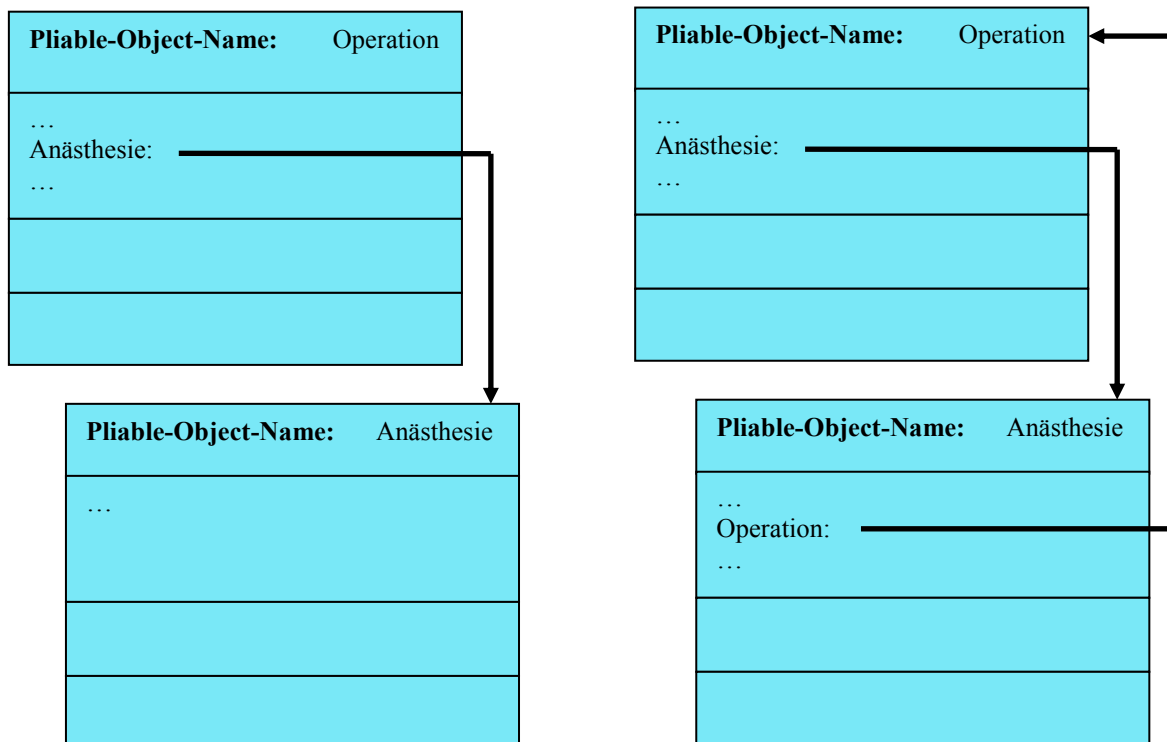 Pliable-Object-Name: Operation
…
Anästhesie:
…
Pliable-Object-Name: Anästhesie
…
Pliable-Object-Name: Operation
…
Anästhesie:
…
Pliable-Object-Name: Anästhesie
…
Operation:
…